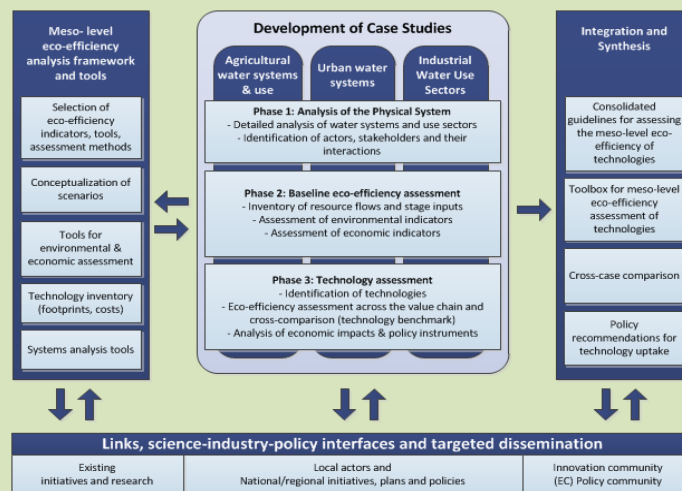 Meso- level
eco-efficiency
analysis framework
and tools
Selection of
eco-efficiency
indicators, tools,
assessment methods
Conceptualization of
scenarios
Tools for
environmental &
economic assessment
Technology inventory
(footprints, costs)
Systems analysis tools
Development of Case Studies
Agricultural
water systems
& use
Urban water
systems
Industrial
Water Use
Sectors
Phase 1: Analysis of the Physical System
- Detailed analysis of water systems and use sectors
- Identification of actors, stakeholders and their
interactions
Phase 2: Baseline eco-efficiency assessment
- Inventory of resource flows and stage inputs
- Assessment of environmental indicators
- Assessment of economic indicators
Phase 3: Technology assessment
- Identification of technologies
- Eco-efficiency assessment across the value chain and
cross-comparison (technology benchmark)
- Analysis of economic impacts & policy instruments
Integration and
Synthesis
Consolidated
guidelines for assessing
the meso-level eco-
efficiency of
technologies
Toolbox for meso-level
eco-efficiency
assessment of
technologies
Cross-case comparison
Policy
recommendations for
technology uptake
Links, science-industry-policy interfaces and targeted dissemination
Existing
initiatives and research
Local actors and
National/regional initiatives, plans and policies
Innovation community
(EC) Policy community